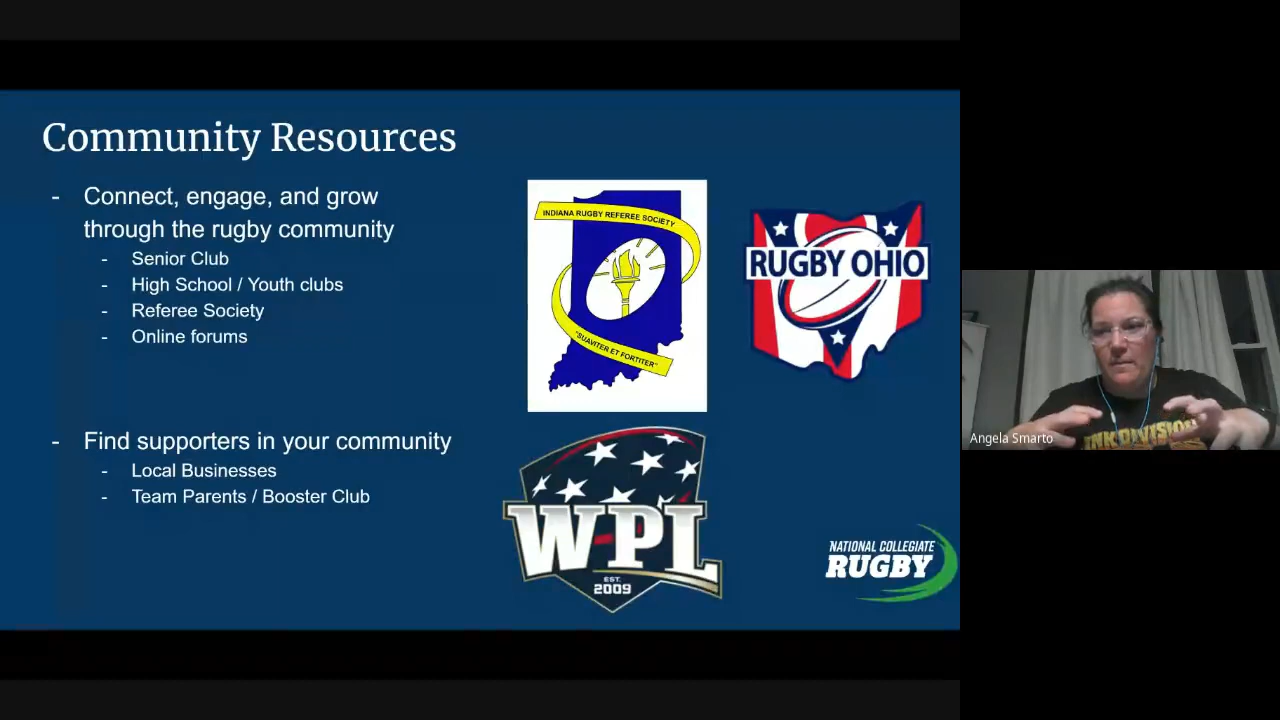 Community Resources
- Connect, engage, and grow
through the rugby community
- Senior Club
- High School / Youth clubs
- Referee Society
- Online forums
- Find supporters in your community
- Local Businesses
- Team Parents / Booster Club
INDIANA RUGBY REFEREE SOCIETY
"SUAVITER ET FORTITER"
RUGBY OHIO
WPL
EST.
2009
NATIONAL COLLEGIATE
RUGBY
Angela Smarto
INK DIVISION